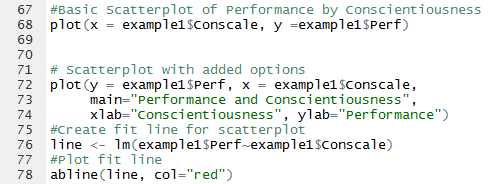 67 #Basic Scatterplot of Performance by Conscientiousness
68 plot(x = example1$Conscale, y =example1$Perf)
69
70
71 # Scatterplot with added options
72 plot(y = example1$Perf, x = example1$Conscale,
73 main="Performance and Conscientiousness",
74 xlab="Conscientiousness", ylab="Performance")
75 #Create fit line for scatterplot
76 line <- lm(example1$Perf~example1$Conscale)
77 #Plot fit line
78 abline(line, col="red")